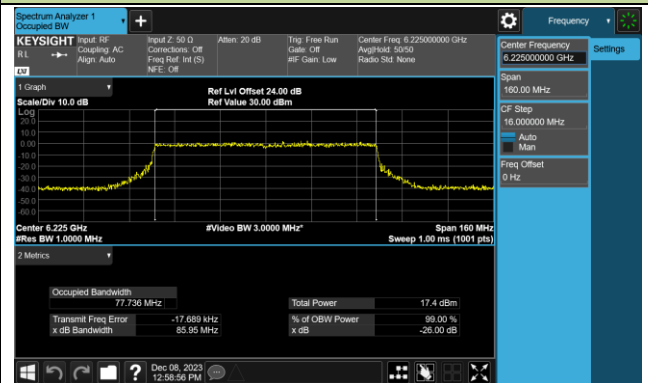 Spectrum Analyzer 1
Occupied BW
Frequency
KEYSIGHT
RL
Input: RF
Coupling: AC
Align: Auto
Input Z: 50 Ω
Corrections: Off
Freq Ref: Int (S)
NFE: Off
Atten: 20 dB
Trig: Free Run
Gate: Off
#IF Gain: Low
Center Freq: 6.225000000 GHz
Avg|Hold: 50/50
Radio Std: None
Center Frequency
6.225000000 GHz
Settings
Span
160.00 MHz
CF Step
16.000000 MHz
Auto
Man
Freq Offset
0 Hz
1 Graph
Scale/Div 10.0 dB
Ref Lvl Offset 24.00 dB
Ref Value 30.00 dBm
Log
20.0
10.0
0.00
-10.0
-20.0
-30.0
-40.0
-50.0
-60.0
Center 6.225 GHz
#Res BW 1.0000 MHz
#Video BW 3.0000 MHz*
Span 160 MHz
Sweep 1.00 ms (1001 pts)
2 Metrics
Occupied Bandwidth
77.736 MHz
Total Power 17.4 dBm
Transmit Freq Error -17.689 kHz
% of OBW Power 99.00 %
x dB Bandwidth 85.95 MHz
x dB -26.00 dB
?
Dec 08, 2023
12:58:56 PM